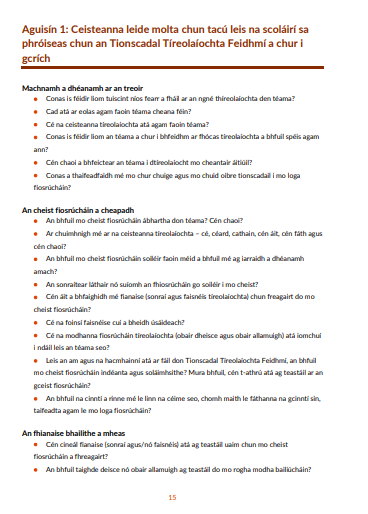 Aguisín 1: Ceisteanna leide molta chun tacú leis na scoláirí sa
phróiseas chun an Tionscadal Tíreolaíochta Feidhmí a chur i
gcrích
Machnamh a dhéanamh ar an treoir
• Conas is féidir liom tuiscint níos fearr a fháil ar an ngné thíreolaíochta den téama?
• Cad atá ar eolas agam faoin téama cheana féin?
• Cé na ceisteanna tíreolaíochta atá agam faoin téama?
• Conas is féidir liom an téama a chur i bhfeidhm ar fhócas tíreolaíochta a bhfuil spéis agam
ann?
• Cén chaoi a bhfeictear an téama i dtíreolaíocht mo cheantair áitiúil?
• Conas a thaifeadfaidh mé mo chur chuige agus mo chuid oibre tionscadail i mo loga
fiosrúcháin?
An cheist fiosrúcháin a cheapadh
• An bhfuil mo cheist fiosrúcháin ábhartha don téama? Cén chaoi?
• Ar chuimhnigh mé ar na ceisteanna tíreolaíochta – cé, céard, cathain, cén áit, cén fáth agus
cén chaoi?
• An bhfuil mo cheist fiosrúcháin soiléir faoin méid a bhfuil mé ag iarraidh a dhéanamh
amach?
• An sonraítear láthair nó suíomh an fhiosrúcháin go soiléir i mo cheist?
• Cén áit a bhfaighidh mé fianaise (sonraí agus faisnéis tíreolaíochta) chun freagairt do mo
cheist fiosrúcháin?
• Cé na foinsí faisnéise cuí a bheidh úsáideach?
• Cé na modhanna fiosrúcháin tíreolaíochta (obair dheisce agus obair allamuigh) atá iomchuí
i ndáil leis an téama seo?
• Leis an am agus na hacmhainní atá ar fáil don Tionscadal Tíreolaíochta Feidhmí, an bhfuil
mo cheist fiosrúcháin indéanta agus soláimhsithe? Mura bhfuil, cén t-athrú atá ag teastáil ar an
gceist fiosrúcháin?
• An bhfuil na cinntí a rinne mé le linn na céime seo, chomh maith le fáthanna na gcinntí sin,
taifeadta agam le mo loga fiosrúcháin?
An fhianaise bhailithe a mheas
• Cén cineál fianaise (sonraí agus/nó faisnéis) atá ag teastáil uaim chun mo cheist
fiosrúcháin a fhreagairt?
• An bhfuil taighde deisce nó obair allamuigh ag teastáil do mo rogha modha bailiúcháin?
15